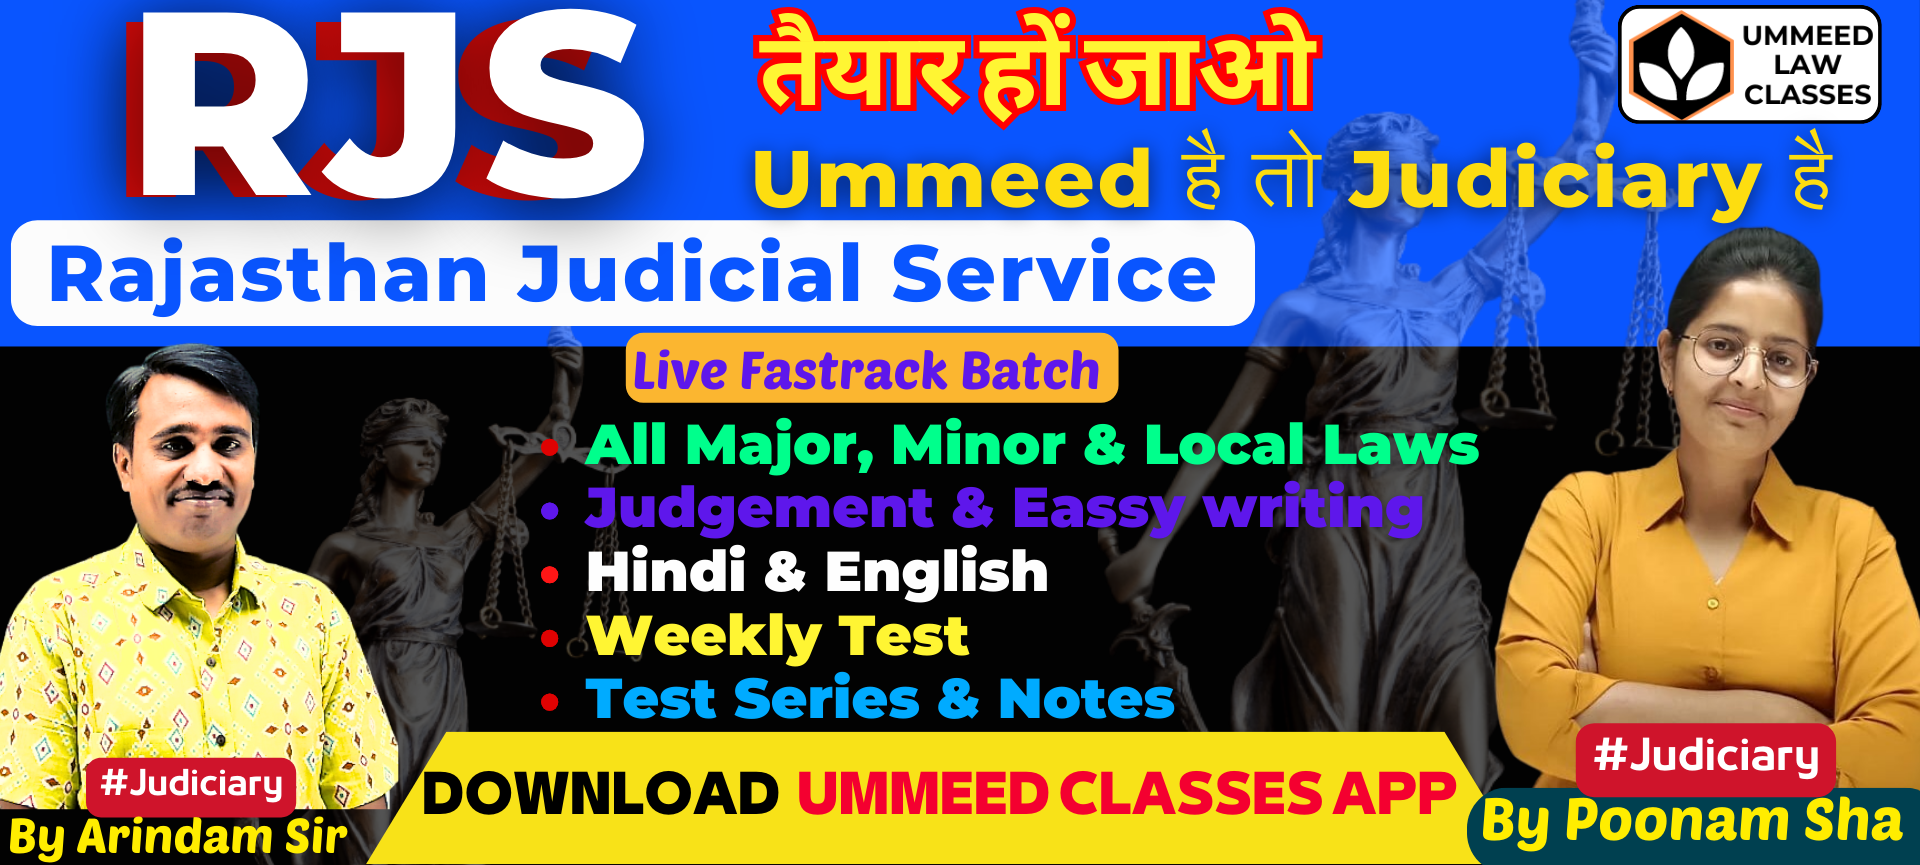 RJS
तैयार हों जाओ
UMMEED
LAW
CLASSES
Ummeed है तो Judiciary है
Rajasthan Judicial Service
Live Fastrack Batch
All Major, Minor & Local Laws
Judgement & Eassy writing
Hindi & English
Weekly Test
Test Series & Notes
#Judiciary
By Arindam Sir
DOWNLOAD UMMEED CLASSES APP
#Judiciary
By Poonam Sha